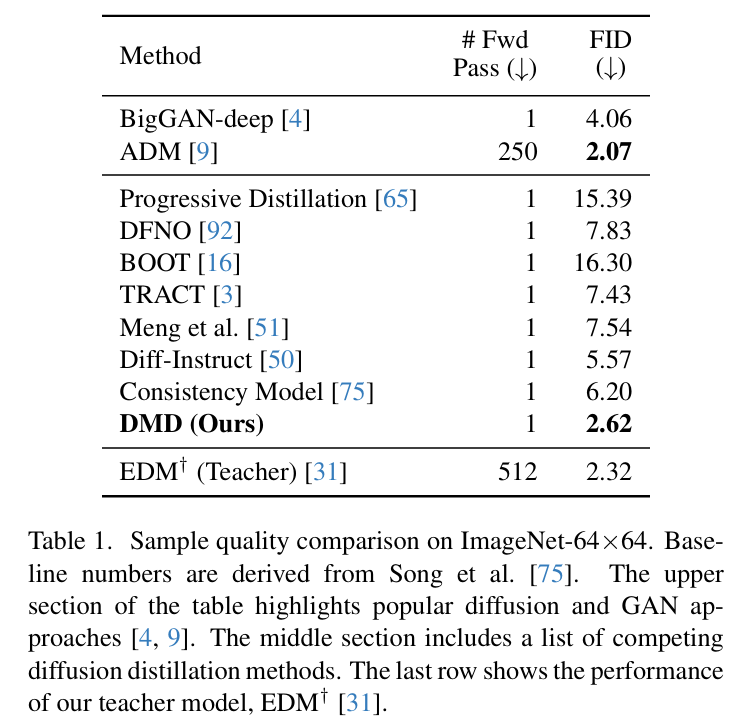 Method # Fwd Pass (↓) FID (↓)
BigGAN-deep [4] 1 4.06
ADM [9] 250 2.07
Progressive Distillation [65] 1 15.39
DFNO [92] 1 7.83
BOOT [16] 1 16.30
TRACT [3] 1 7.43
Meng et al. [51] 1 7.54
Diff-Instruct [50] 1 5.57
Consistency Model [75] 1 6.20
DMD (Ours) 1 2.62
EDM† (Teacher) [31] 512 2.32
Table 1. Sample quality comparison on ImageNet-64×64. Base-
line numbers are derived from Song et al. [75]. The upper
section of the table highlights popular diffusion and GAN ap-
proaches [4, 9]. The middle section includes a list of competing
diffusion distillation methods. The last row shows the performance
of our teacher model, EDM† [31].